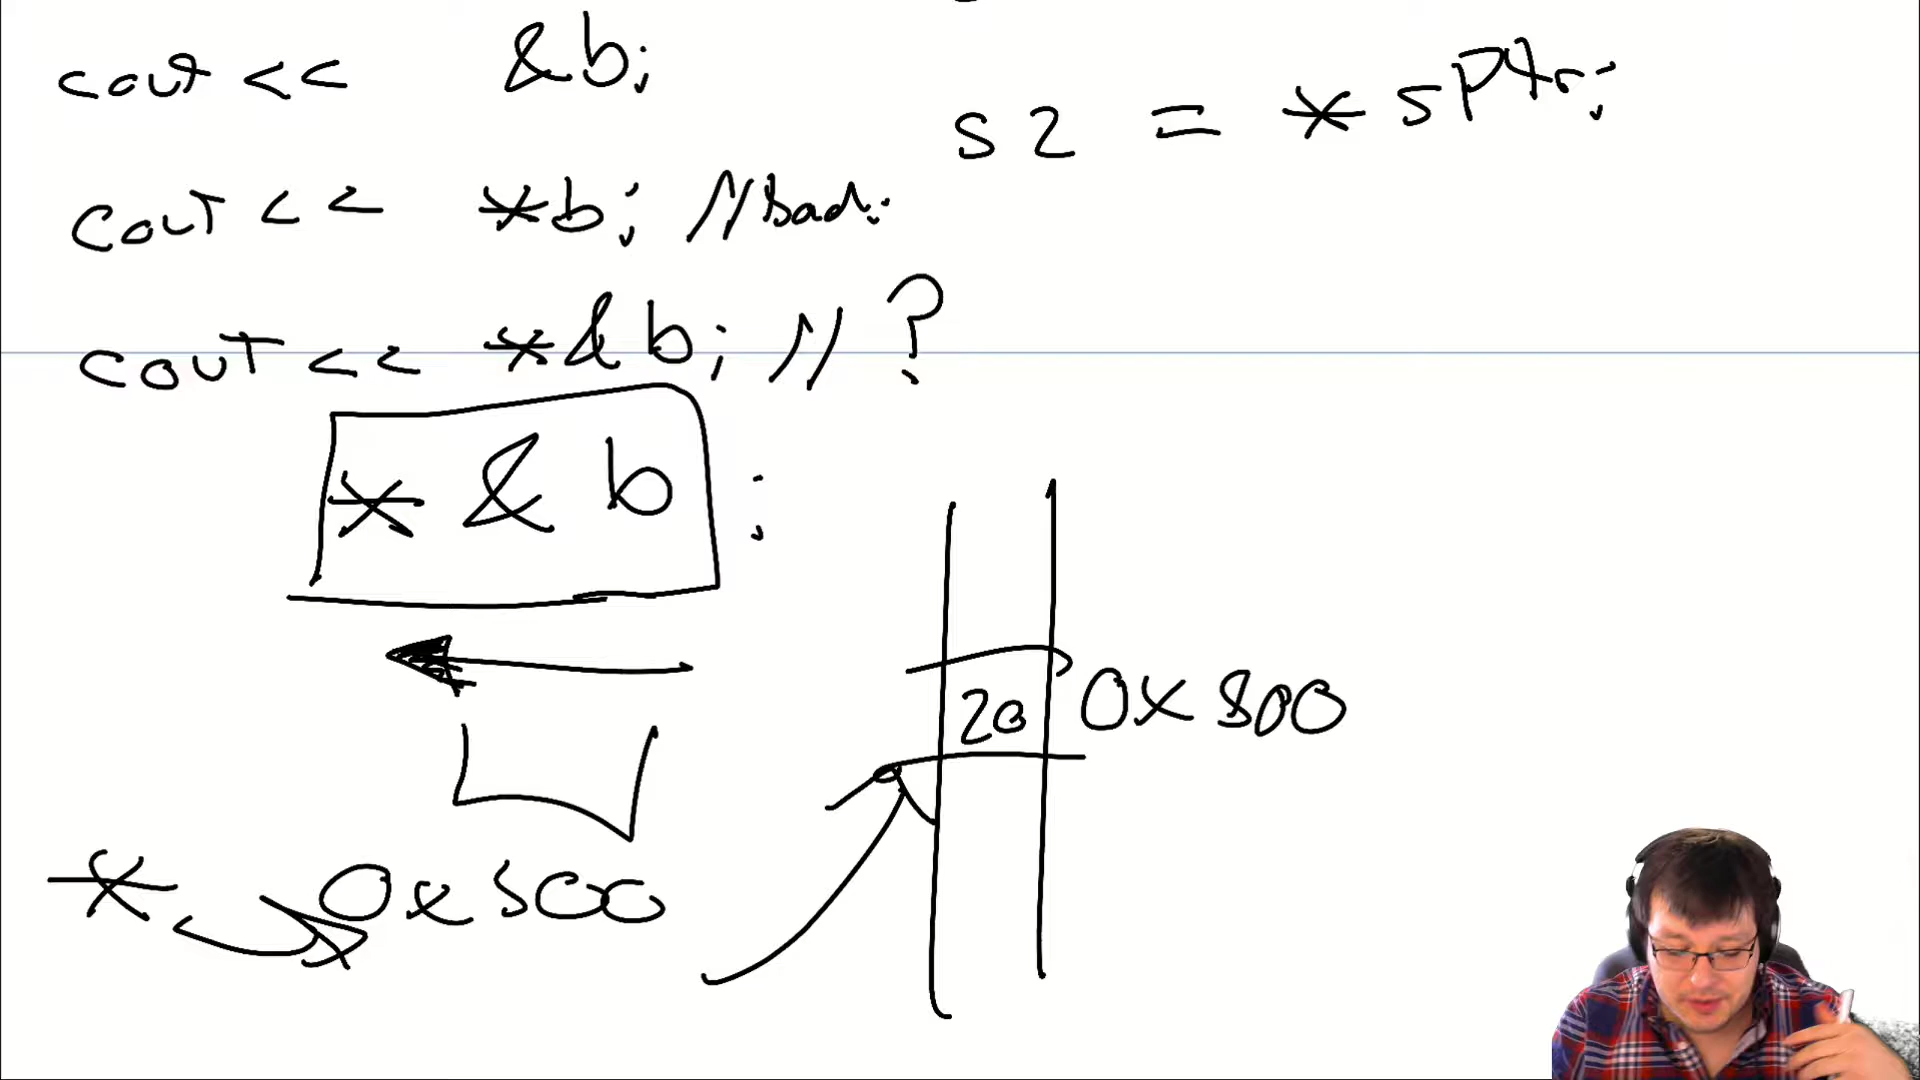 cout << &b;
s2 = *sptr;
cout << *b; //Bad.
cout << *&b; // ?
*&b ;
20 0x800
* 0x500